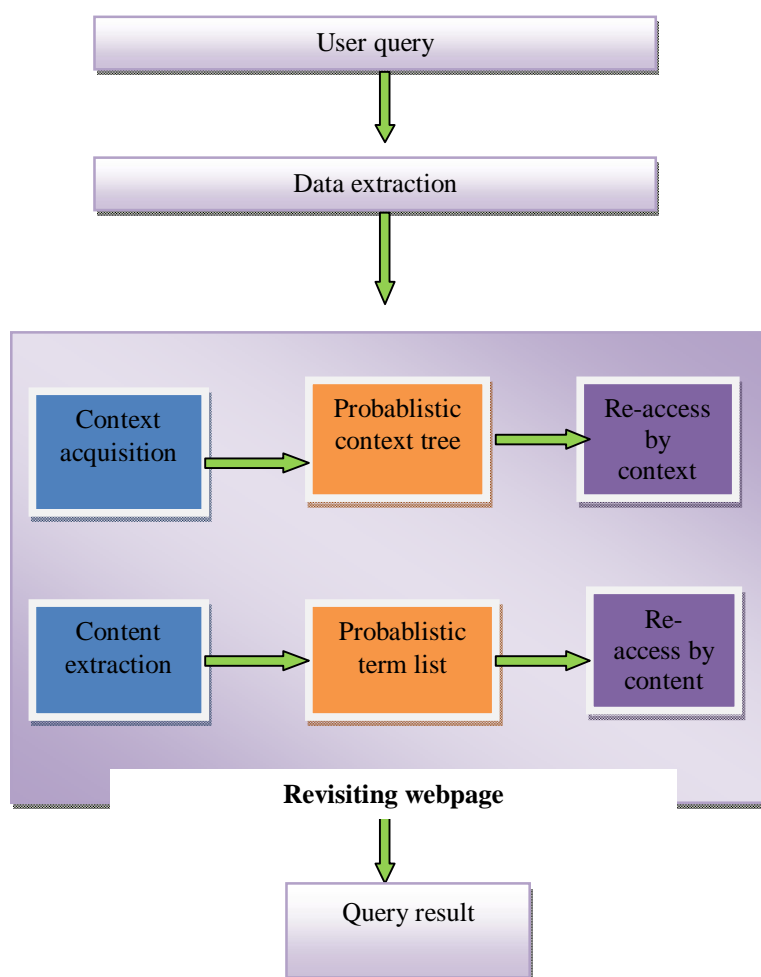 User query
Data extraction
Context
acquisition
Probablistic
context tree
Re-access
by
context
Content
extraction
Probablistic
term list
Re-
access by
content
Revisiting webpage
Query result